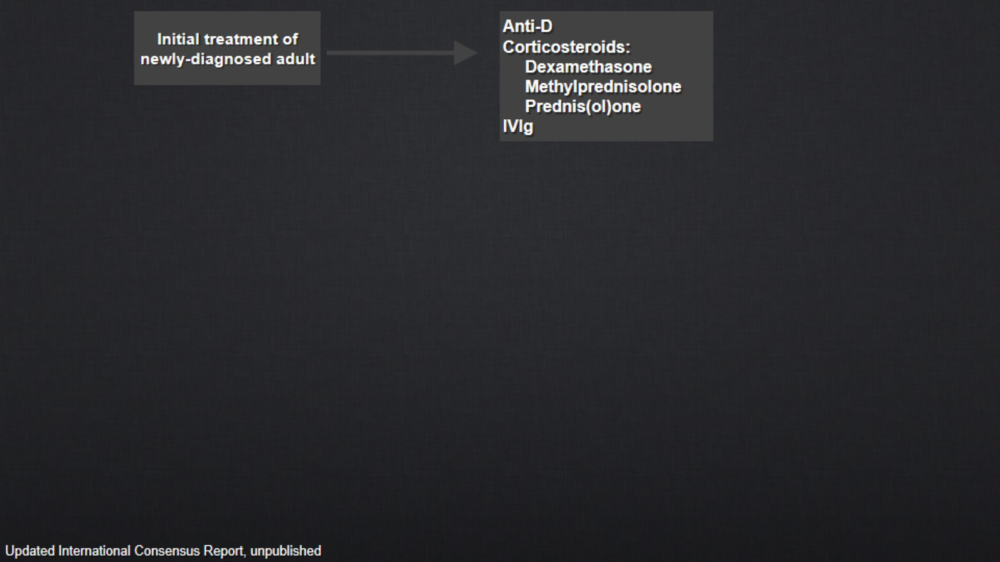 Initial treatment of
newly-diagnosed adult
Anti-D
Corticosteroids:
Dexamethasone
Methylprednisolone
Prednis(ol)one
IVIg
Updated International Consensus Report, unpublished